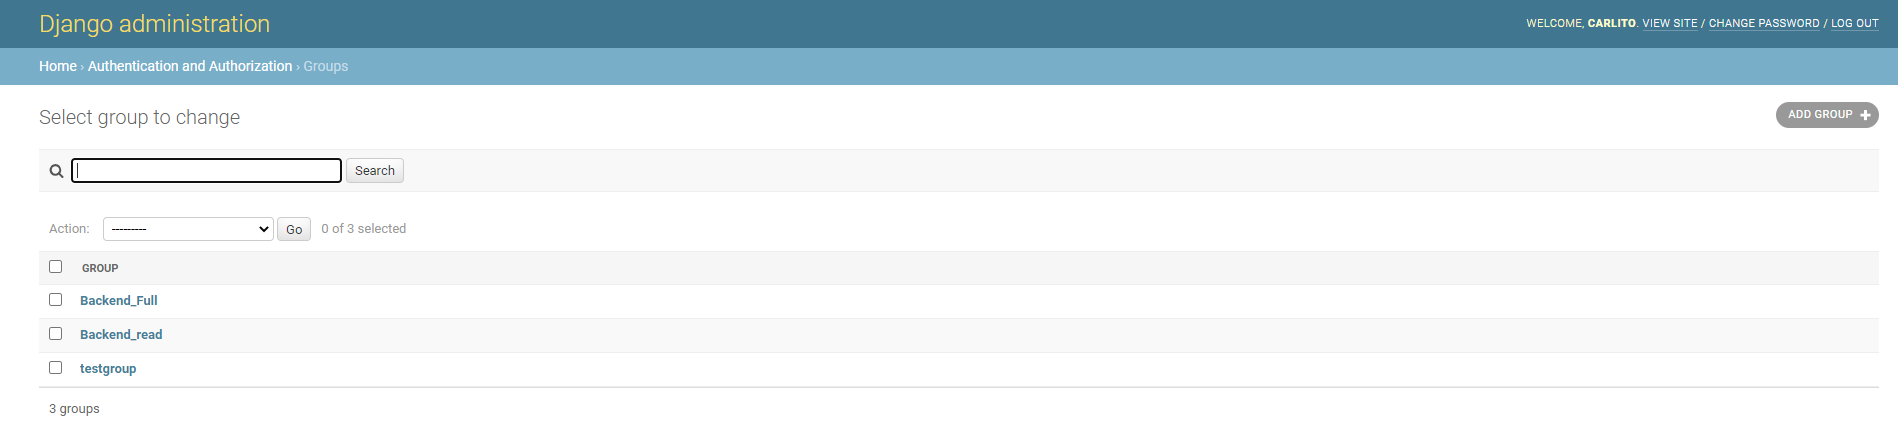 Django administration
WELCOME, CARLITO. VIEW SITE / CHANGE PASSWORD / LOG OUT
Home › Authentication and Authorization › Groups
Select group to change
ADD GROUP +
Search
Action: --------- Go 0 of 3 selected
GROUP
Backend_Full
Backend_read
testgroup
3 groups